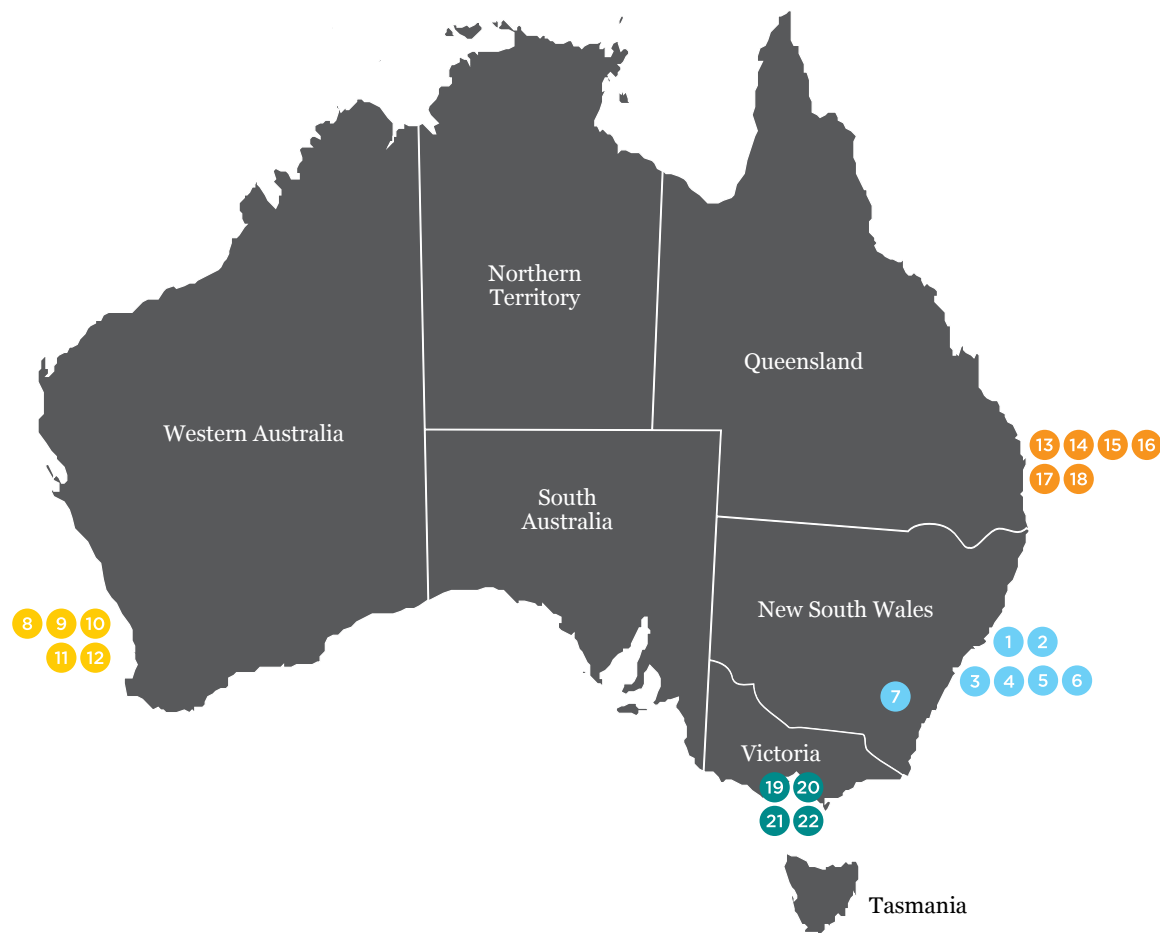 Northern
Territory
Queensland
Western Australia
13 14 15 16
17 18
South
Australia
New South Wales
8 9 10
11 12
1 2
3 4 5 6
7
Victoria
19 20
21 22
Tasmania